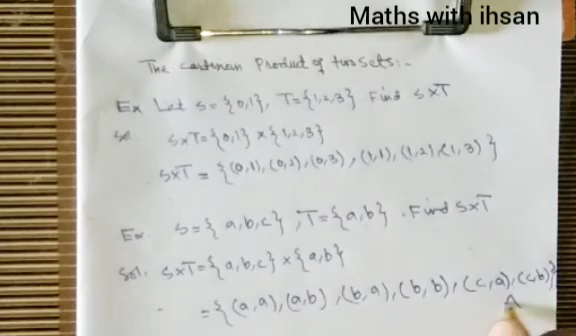 Maths with ihsan
The cartesian Product of two sets:-
Ex Let S = {0,1}, T={1,2,3} Find S×T
S×T={0,1}×{1,2,3}
S×T = {(0,1),(0,2),(0,3),(1,1),(1,2),(1,3)}
Ex. S={a,b,c}, T={a,b}. Find S×T
Sol. S×T={a,b,c}×{a,b}
={(a,a),(a,b),(b,a),(b,b),(c,a),(c,b)}